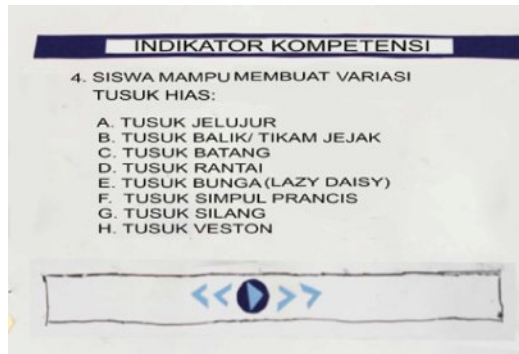 INDIKATOR KOMPETENSI
4. SISWA MAMPU MEMBUAT VARIASI
TUSUK HIAS:
A. TUSUK JELUJUR
B. TUSUK BALIK/ TIKAM JEJAK
C. TUSUK BATANG
D. TUSUK RANTAI
E. TUSUK BUNGA (LAZY DAISY)
F. TUSUK SIMPUL PRANCIS
G. TUSUK SILANG
H. TUSUK VESTON